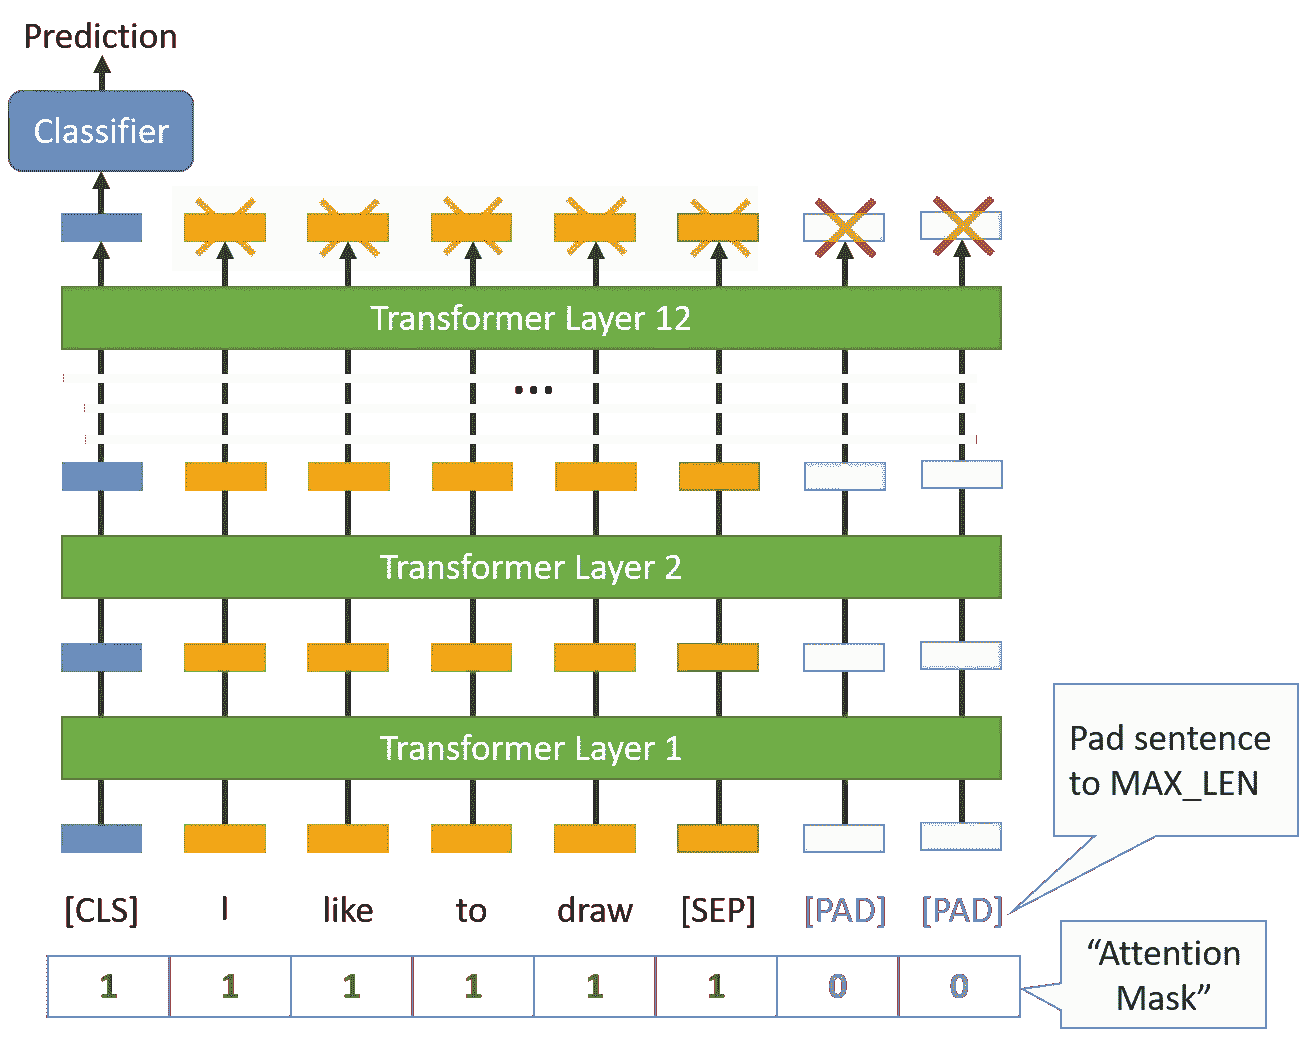 Prediction
Classifier
Transformer Layer 12
...
Transformer Layer 2
Transformer Layer 1
Pad sentence
to MAX_LEN
[CLS] I like to draw [SEP] [PAD] [PAD]
1 1 1 1 1 1 0 0
“Attention
Mask”